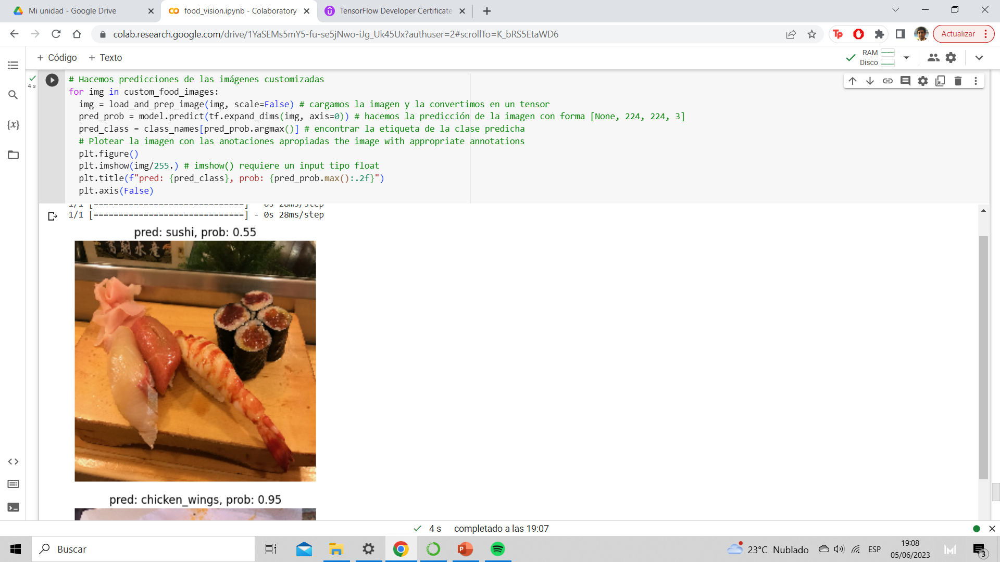 Mi unidad - Google Drive
food_vision.ipynb - Colaboratory
TensorFlow Developer Certificate
colab.research.google.com/drive/1YaSEMs5mY5-fu-se5jNwo-iJg_Uk45Ux?authuser=2#scrollTo=K_bRS5EtaWD6
Actualizar
+ Código + Texto
RAM
Disco
4 s
# Hacemos predicciones de las imágenes customizadas
for img in custom_food_images:
img = load_and_prep_image(img, scale=False) # cargamos la imagen y la convertimos en un tensor
pred_prob = model.predict(tf.expand_dims(img, axis=0)) # hacemos la predicción de la imagen con forma [None, 224, 224, 3]
pred_class = class_names[pred_prob.argmax()] # encontrar la etiqueta de la clase predicha
# Plotear la imagen con las anotaciones apropiadas the image with appropriate annotations
plt.figure()
plt.imshow(img/255.) # imshow() requiere un input tipo float
plt.title(f"pred: {pred_class}, prob: {pred_prob.max():.2f}")
plt.axis(False)
{x}
1/1 [==============================] - 0s 28ms/step
1/1 [==============================] - 0s 28ms/step
pred: sushi, prob: 0.55
pred: chicken_wings, prob: 0.95
4 s completado a las 19:07
Buscar
23°C Nublado
ESP
19:08
05/06/2023
3